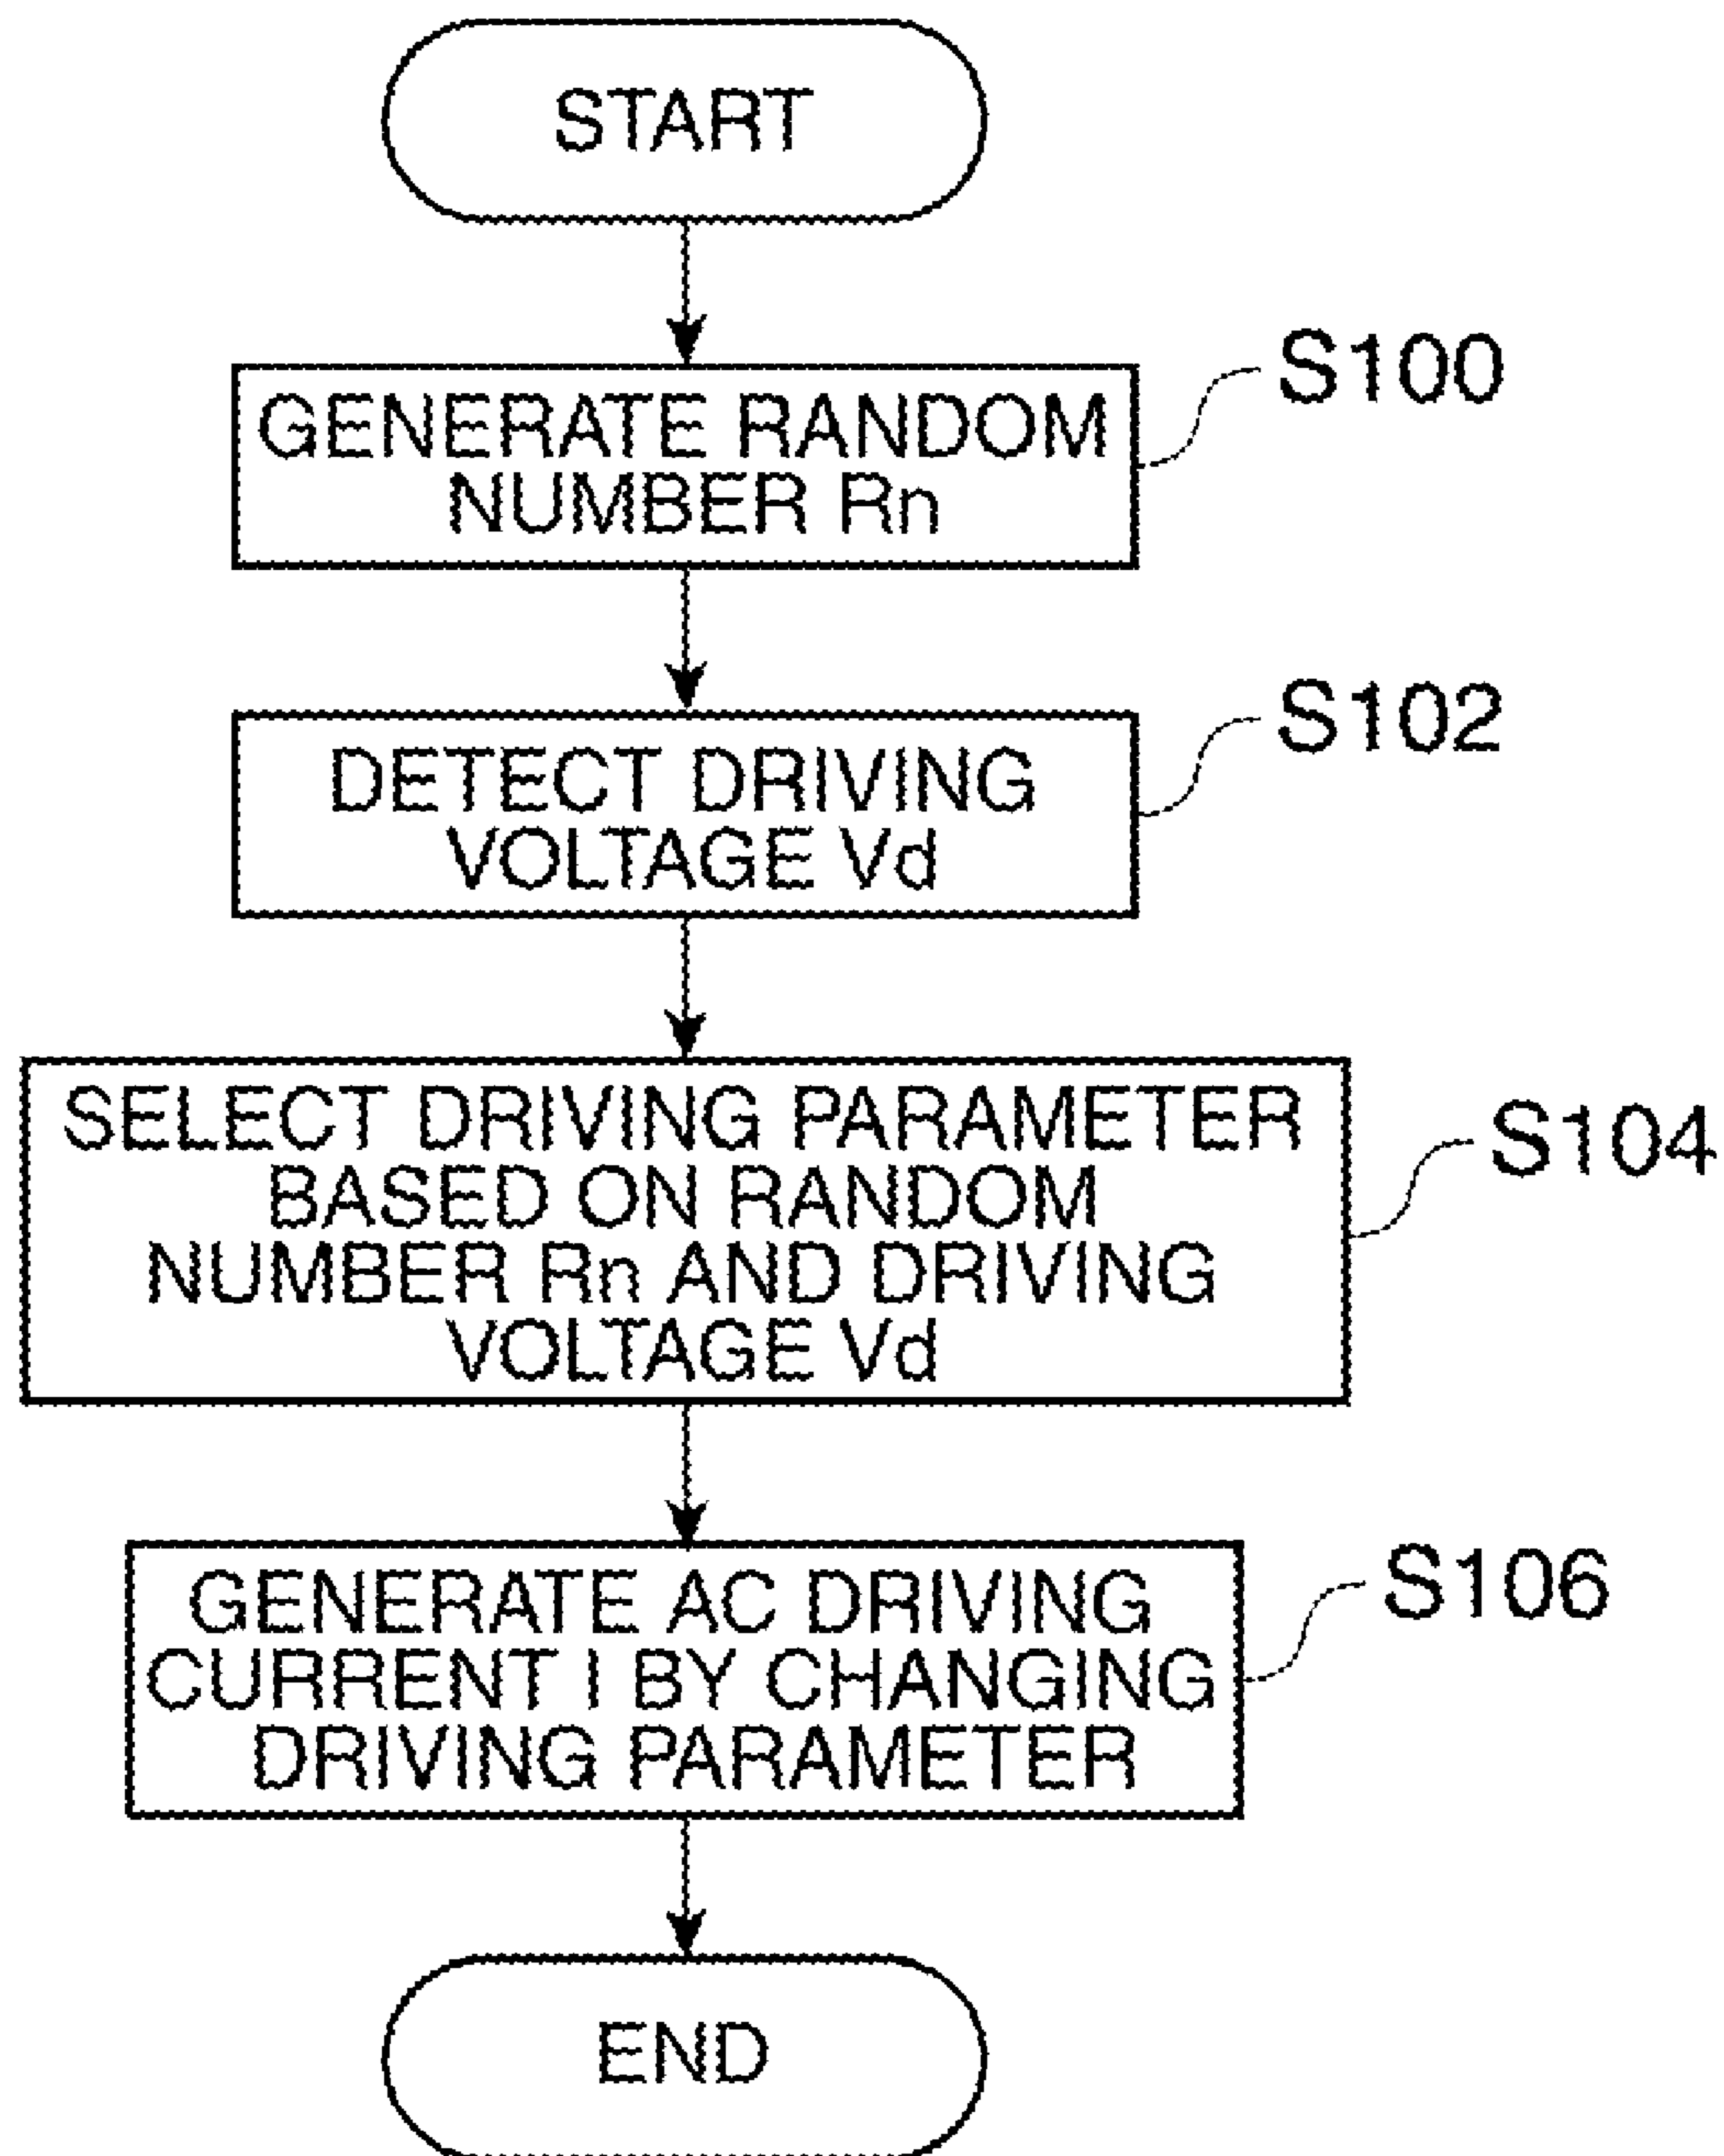 START
GENERATE RANDOM
NUMBER Rn
S100
DETECT DRIVING
VOLTAGE Vd
S102
SELECT DRIVING PARAMETER
BASED ON RANDOM
NUMBER Rn AND DRIVING
VOLTAGE Vd
S104
GENERATE AC DRIVING
CURRENT I BY CHANGING
DRIVING PARAMETER
S106
END